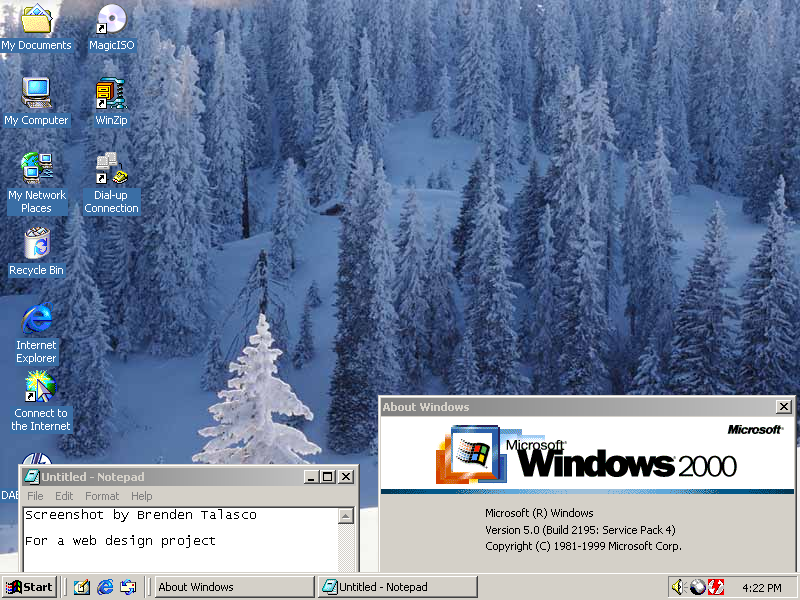 My Documents
MagicISO
My Computer
WinZip
My Network
Places
Dial-up
Connection
Recycle Bin
Internet
Explorer
Connect to
the Internet
DAE
Untitled - Notepad
File Edit Format Help
Screenshot by Brenden Talasco
For a web design project
About Windows
Microsoft
Microsoft
Windows 2000
Microsoft (R) Windows
Version 5.0 (Build 2195: Service Pack 4)
Copyright (C) 1981-1999 Microsoft Corp.
Start
About Windows
Untitled - Notepad
4:22 PM